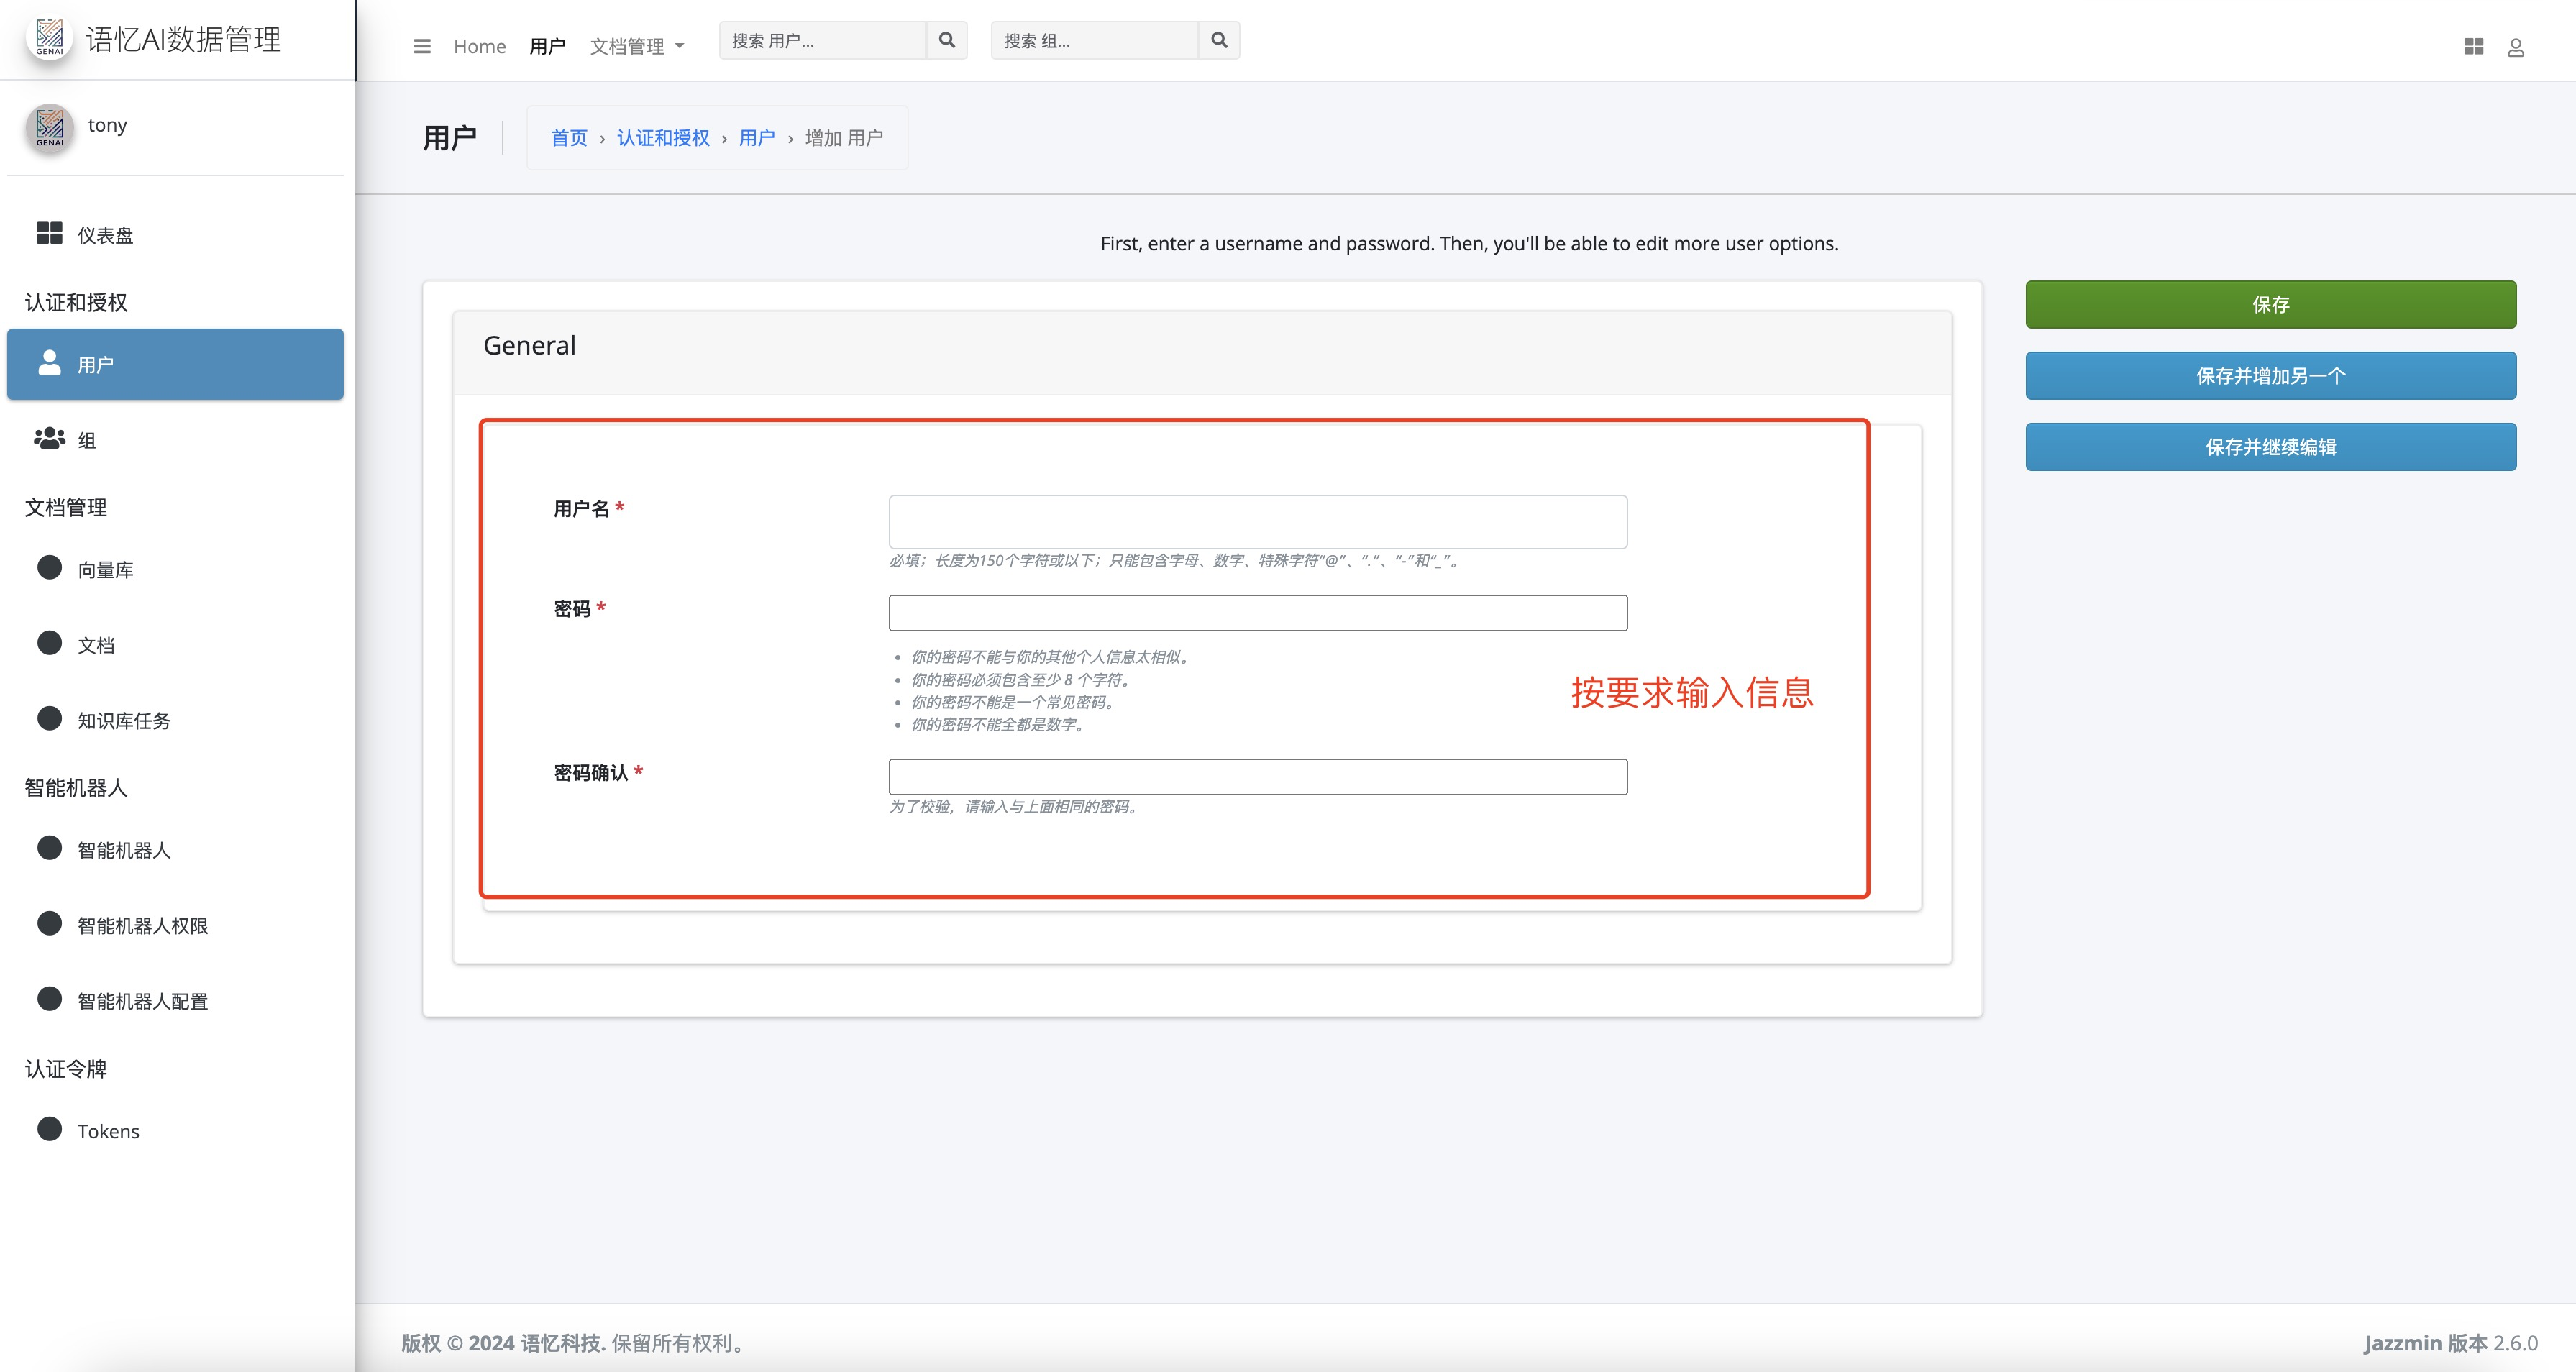 GENAI
语忆AI数据管理
Home
用户
文档管理
搜索 用户...
搜索 组...
GENAI
tony
用户
首页 › 认证和授权 › 用户 › 增加 用户
仪表盘
认证和授权
用户
组
文档管理
向量库
文档
知识库任务
智能机器人
智能机器人
智能机器人权限
智能机器人配置
认证令牌
Tokens
First, enter a username and password. Then, you'll be able to edit more user options.
General
用户名 *
必填；长度为150个字符或以下；只能包含字母、数字、特殊字符“@”、“.”、“-”和“_”。
密码 *
• 你的密码不能与你的其他个人信息太相似。
• 你的密码必须包含至少 8 个字符。
• 你的密码不能是一个常见密码。
• 你的密码不能全都是数字。
按要求输入信息
密码确认 *
为了校验，请输入与上面相同的密码。
保存
保存并增加另一个
保存并继续编辑
版权 © 2024 语忆科技. 保留所有权利。
Jazzmin 版本 2.6.0